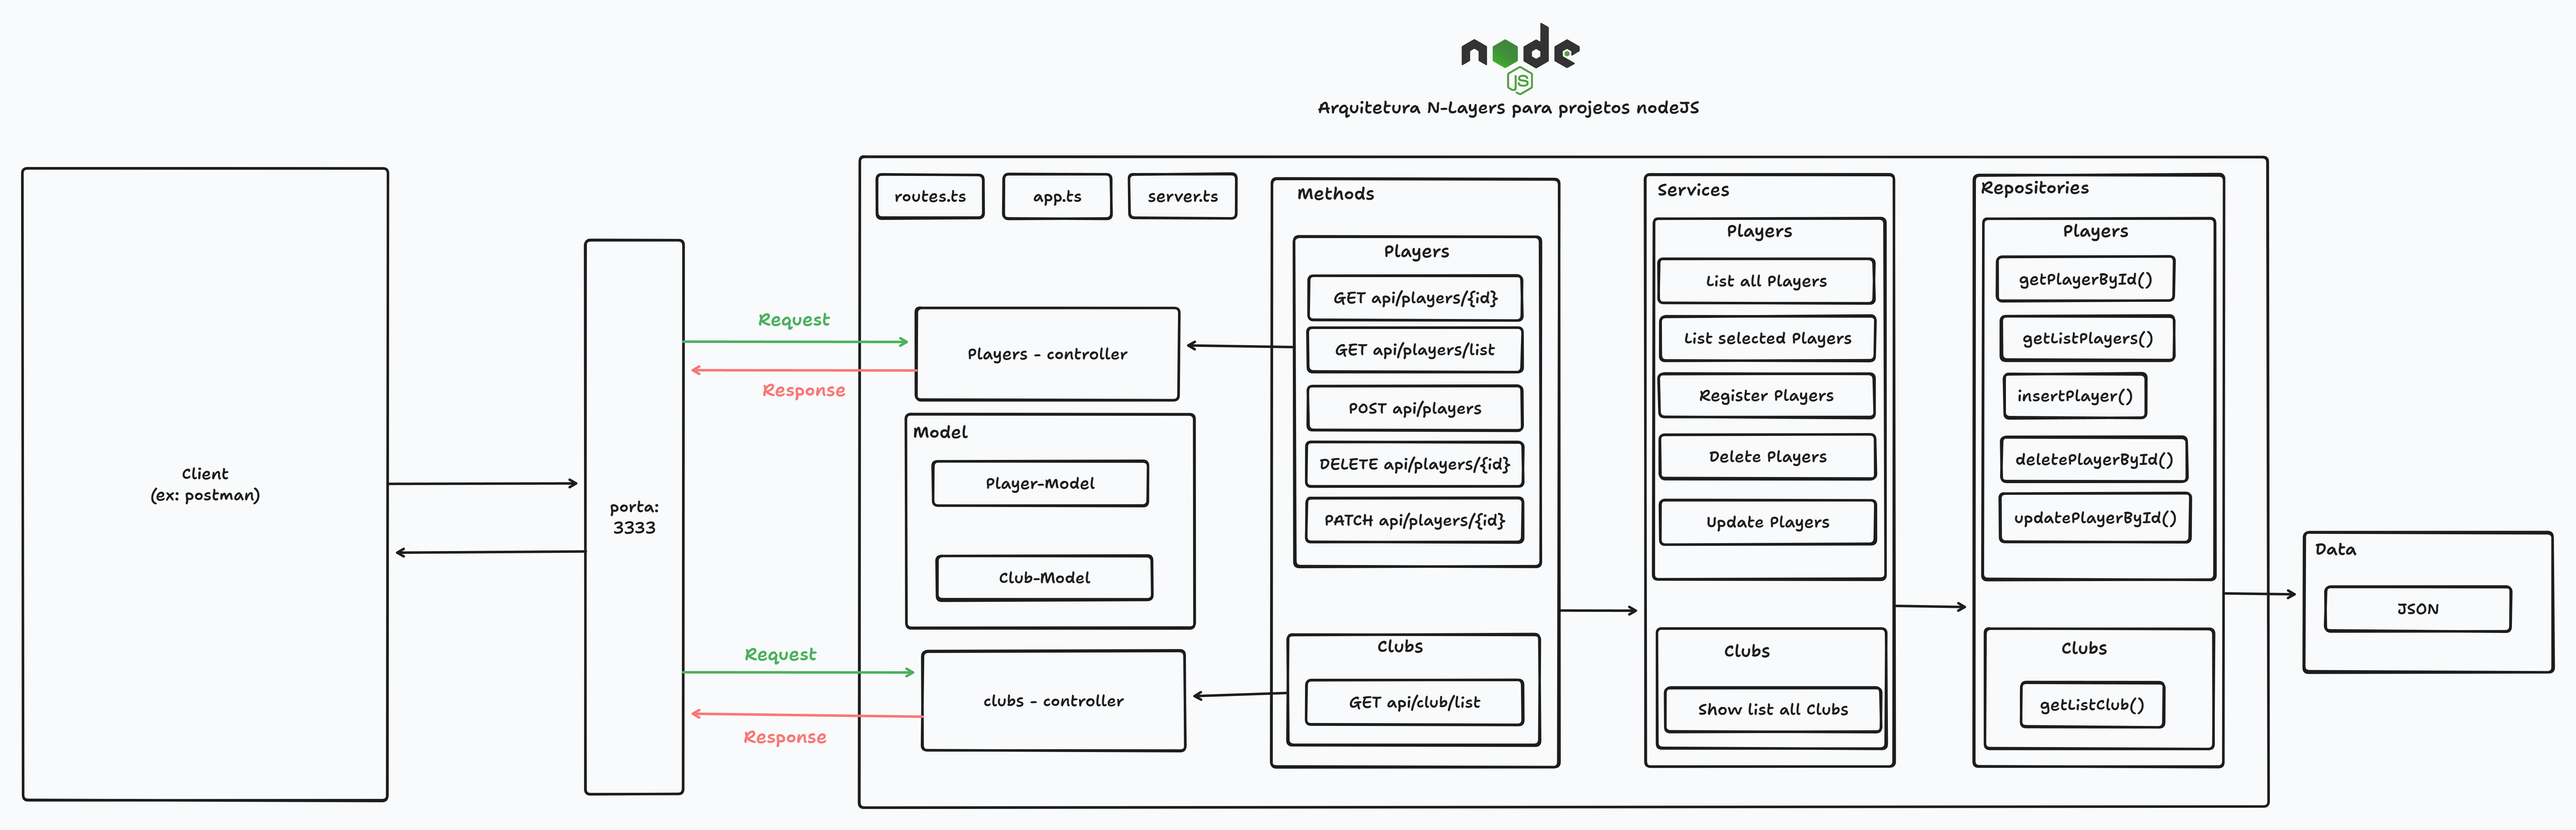 node
JS
Arquitetura N-Layers para projetos nodeJS
Client
(ex: postman)
porta:
3333
Request
Response
Request
Response
routes.ts
app.ts
server.ts
Players - controller
Model
Player-Model
Club-Model
clubs - controller
Methods
Players
GET api/players/{id}
GET api/players/list
POST api/players
DELETE api/players/{id}
PATCH api/players/{id}
Clubs
GET api/club/list
Services
Players
List all Players
List selected Players
Register Players
Delete Players
Update Players
Clubs
Show list all Clubs
Repositories
Players
getPlayerById()
getListPlayers()
insertPlayer()
deletePlayerById()
updatePlayerById()
Clubs
getListClub()
Data
JSON